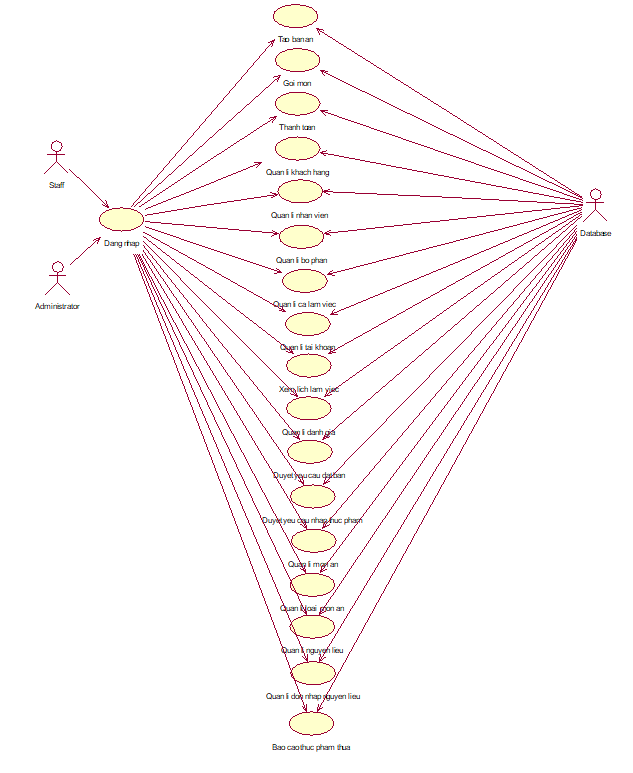 Tao ban an
Goi mon
Thanh toan
Quan li khach hang
Staff
Quan li nhan vien
Database
Dang nhap
Quan li bo phan
Quan li ca lam viec
Administrator
Quan li tai khoan
Xem lich lam viec
Quan li danh gia
Duyet yeu cau dat ban
Duyet yeu cau nhap thuc pham
Quan li mon an
Quan li loai mon an
Quan li nguyen lieu
Quan li don nhap nguyen lieu
Bao cao thuc pham thua